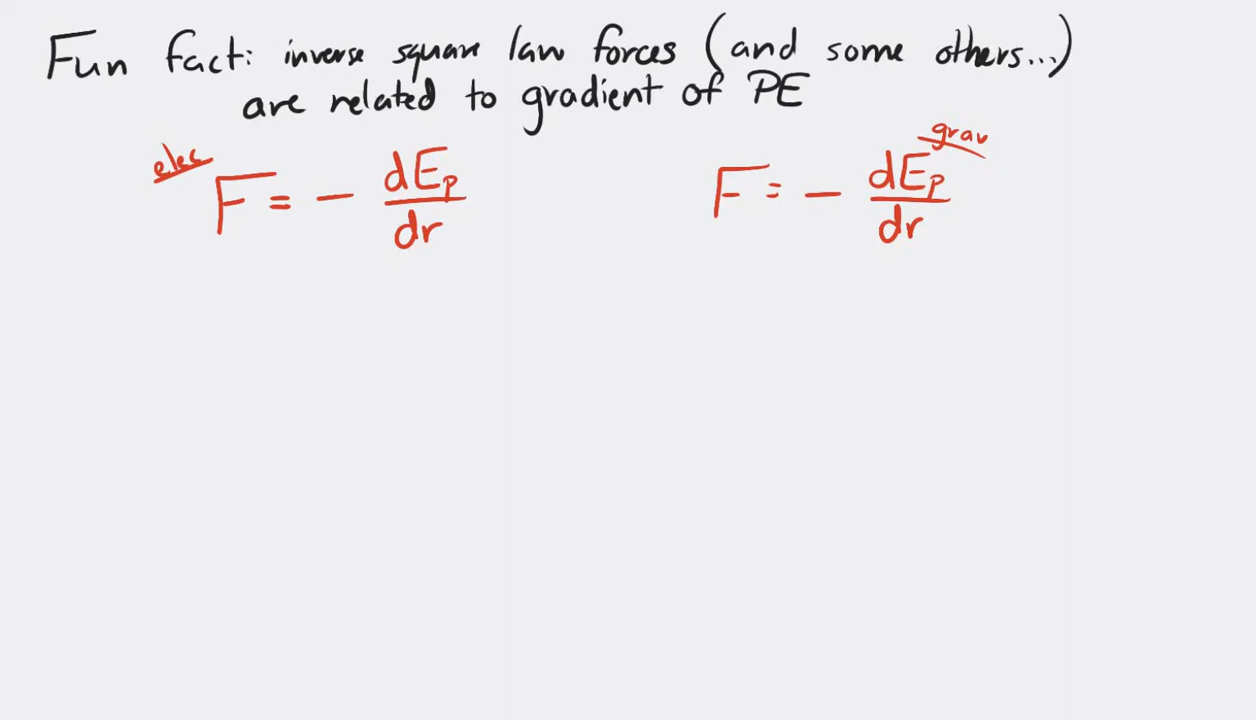 Fun fact: inverse square law forces (and some others...)
are related to gradient of PE
elec
grav
F = - dEp/dr
F = - dEp/dr